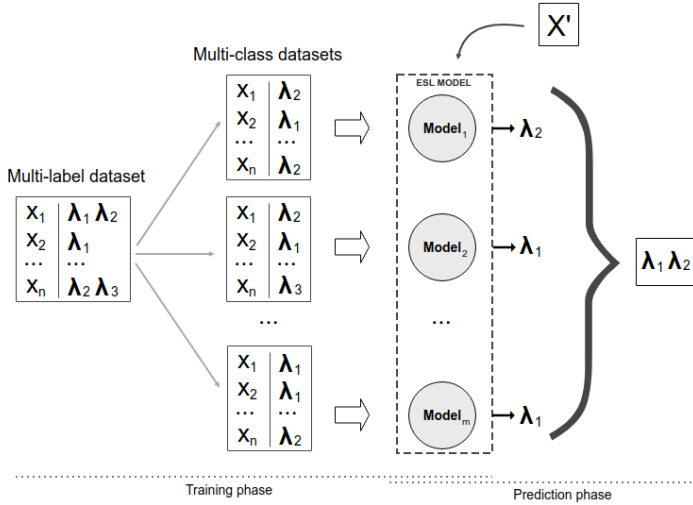 X'
Multi-class datasets
x1 λ2
x2 λ1
... ...
xn λ2
ESL MODEL
Model1
λ2
Multi-label dataset
x1 λ1 λ2
x2 λ1
... ...
xn λ2 λ3
x1 λ2
x2 λ1
... ...
xn λ3
Model2
λ1
λ1 λ2
...
...
x1 λ1
x2 λ1
... ...
xn λ2
Modelm
λ1
Training phase
Prediction phase